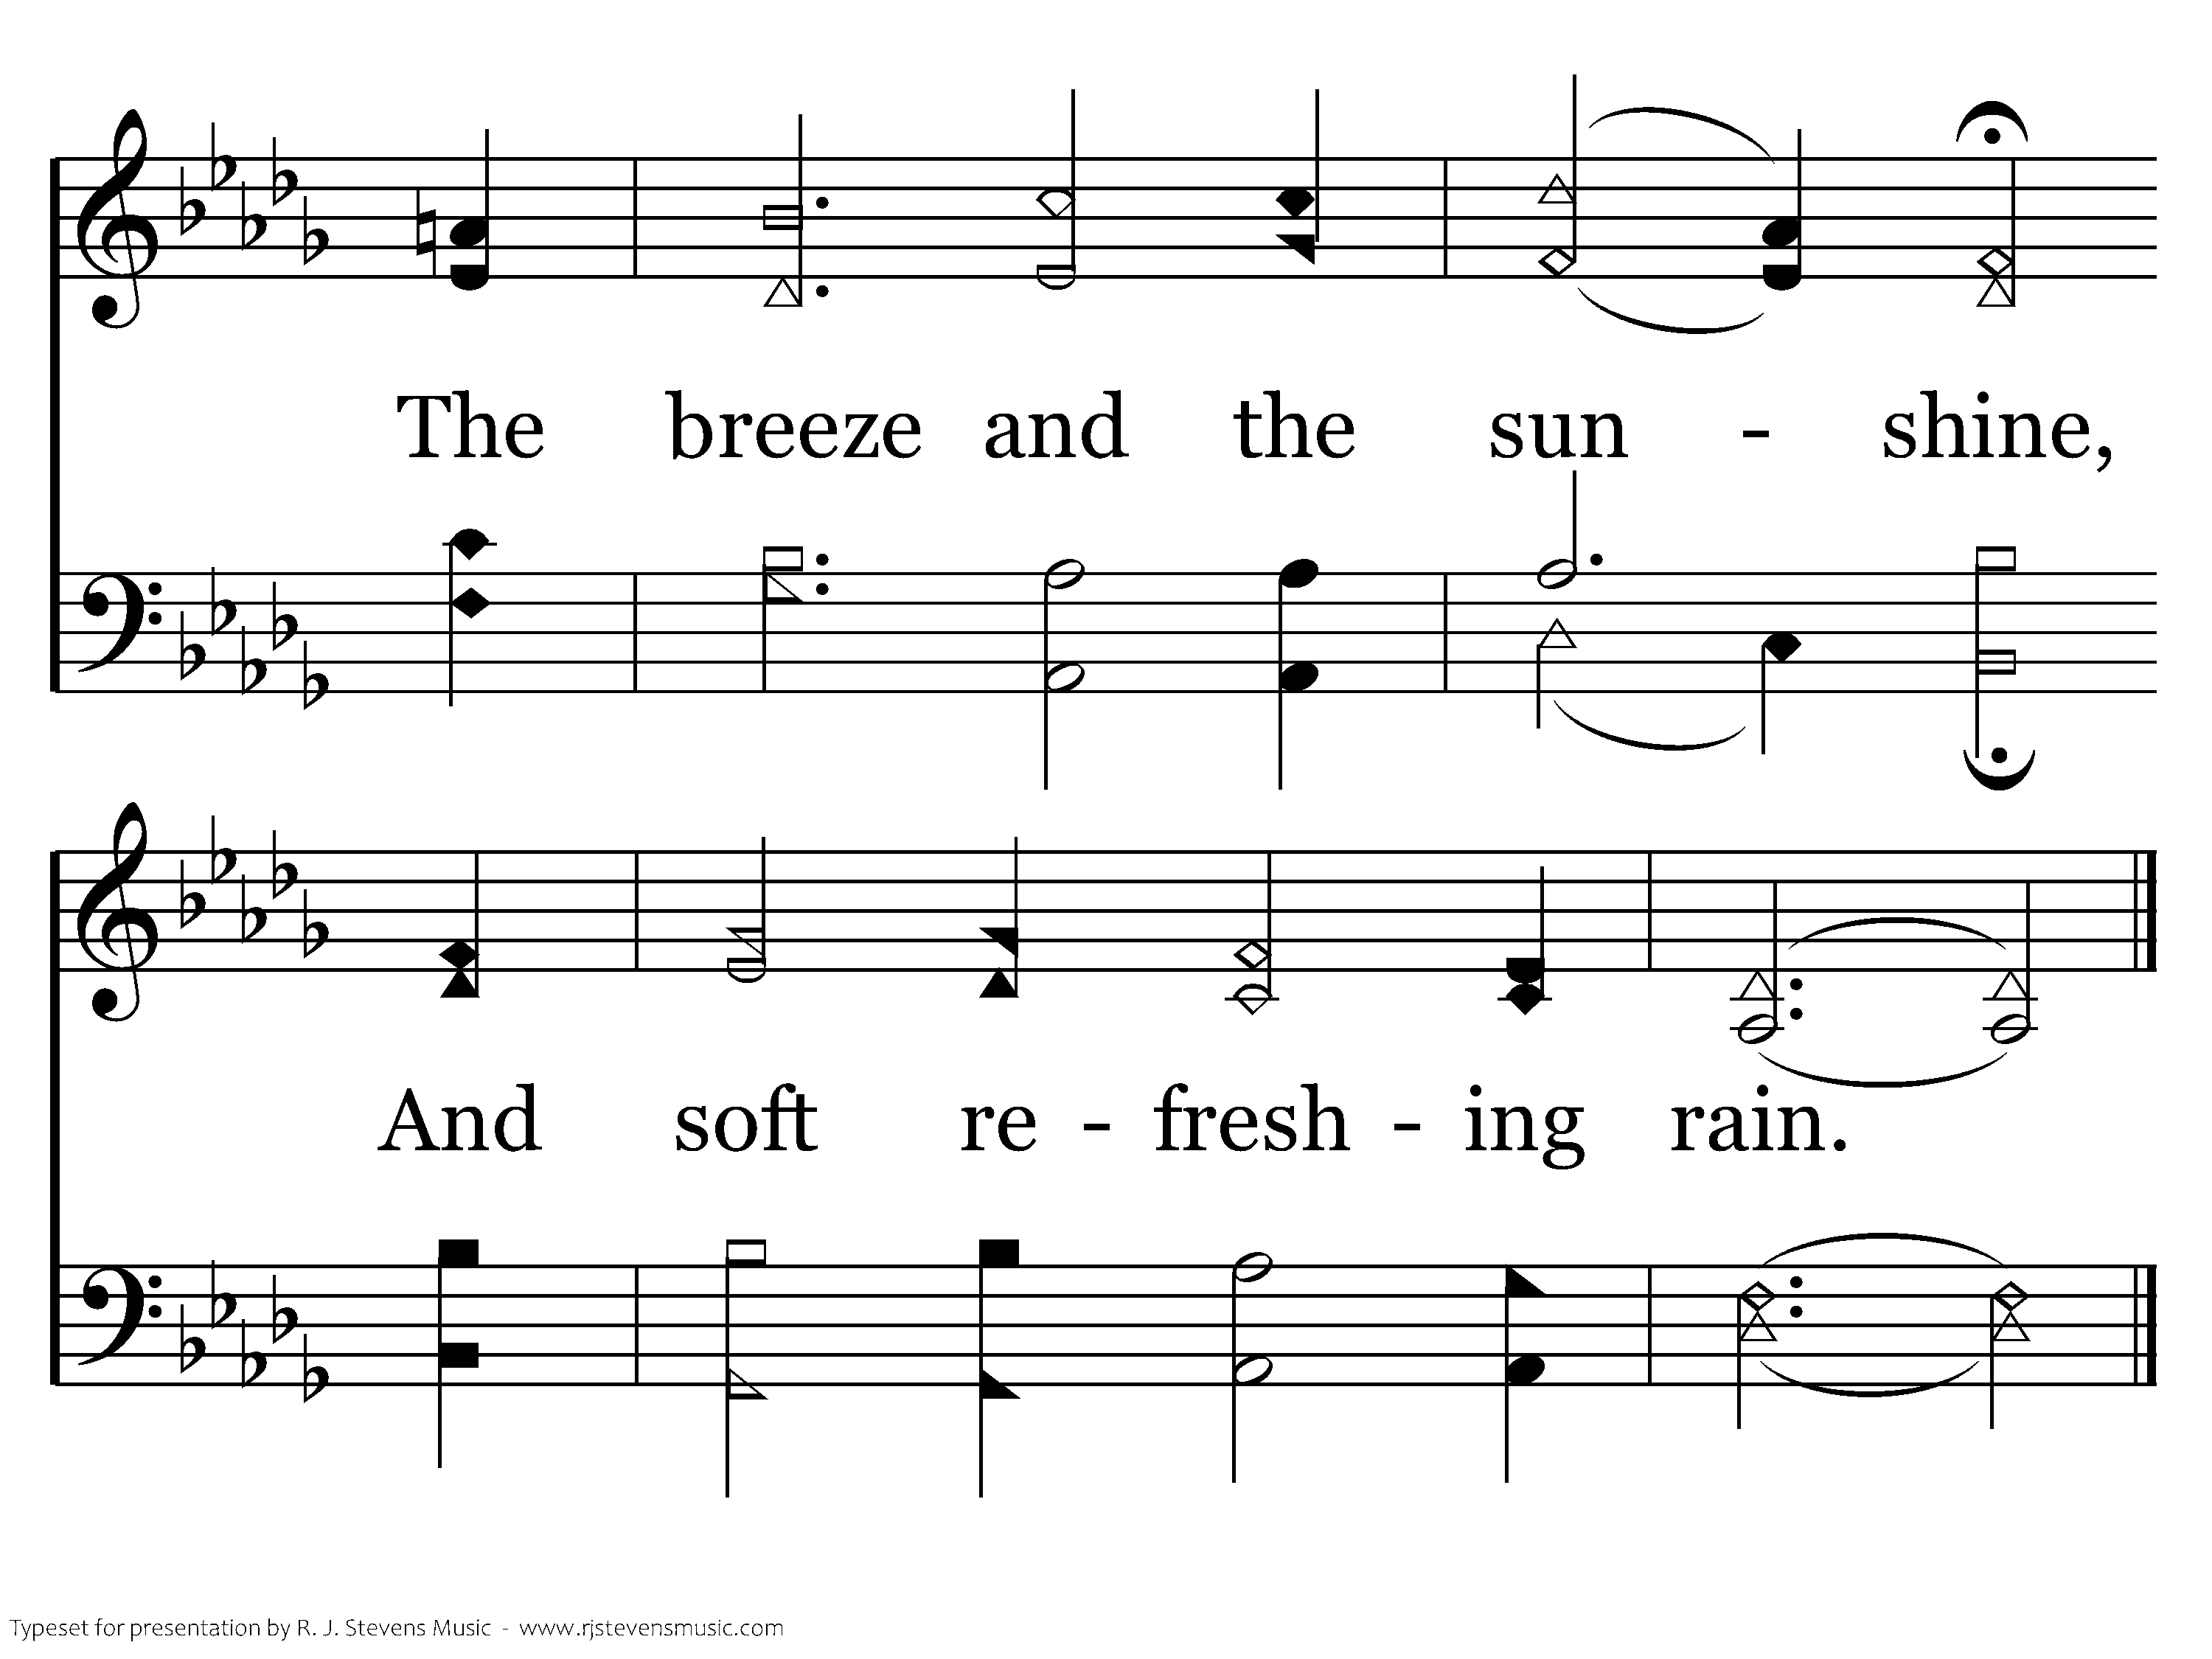 The breeze and the sun - shine,
And soft re - fresh - ing rain.
Typeset for presentation by R. J. Stevens Music - www.rjstevensmusic.com